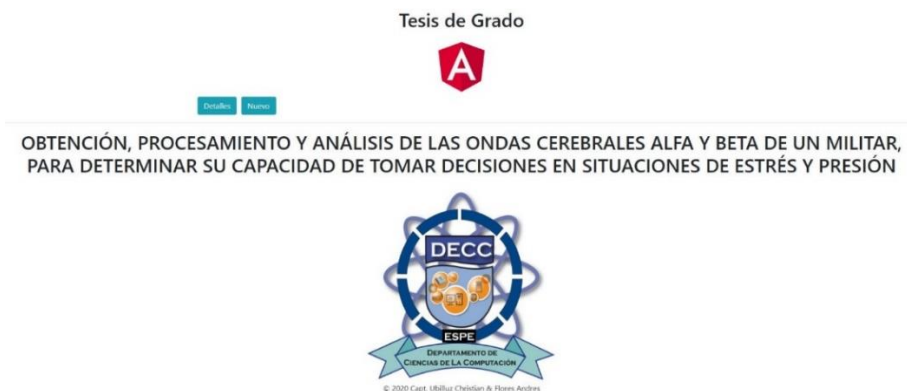 Tesis de Grado
A
Detalles Nuevo
OBTENCIÓN, PROCESAMIENTO Y ANÁLISIS DE LAS ONDAS CEREBRALES ALFA Y BETA DE UN MILITAR,
PARA DETERMINAR SU CAPACIDAD DE TOMAR DECISIONES EN SITUACIONES DE ESTRÉS Y PRESIÓN
DECC
ESPE
DEPARTAMENTO DE
CIENCIAS DE LA COMPUTACIÓN
© 2020 Capt. Ubilluz Christian & Flores Andres